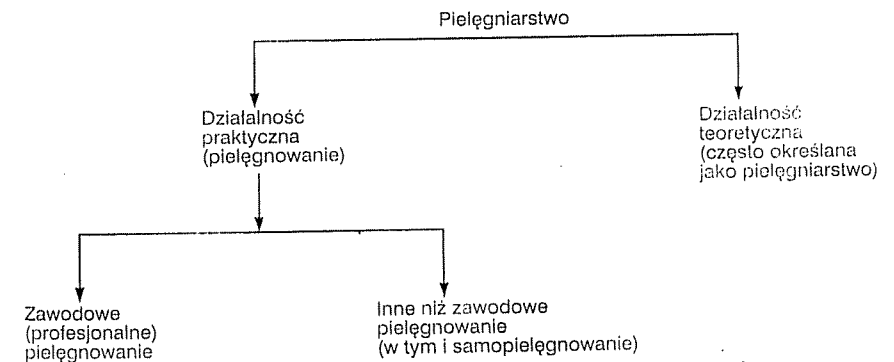 Pielęgniarstwo
Działalność
praktyczna
(pielęgnowanie)
Działalność
teoretyczna
(często określana
jako pielęgniarstwo)
Zawodowe
(profesjonalne)
pielęgnowanie
Inne niż zawodowe
pielęgnowanie
(w tym i samopielęgnowanie)